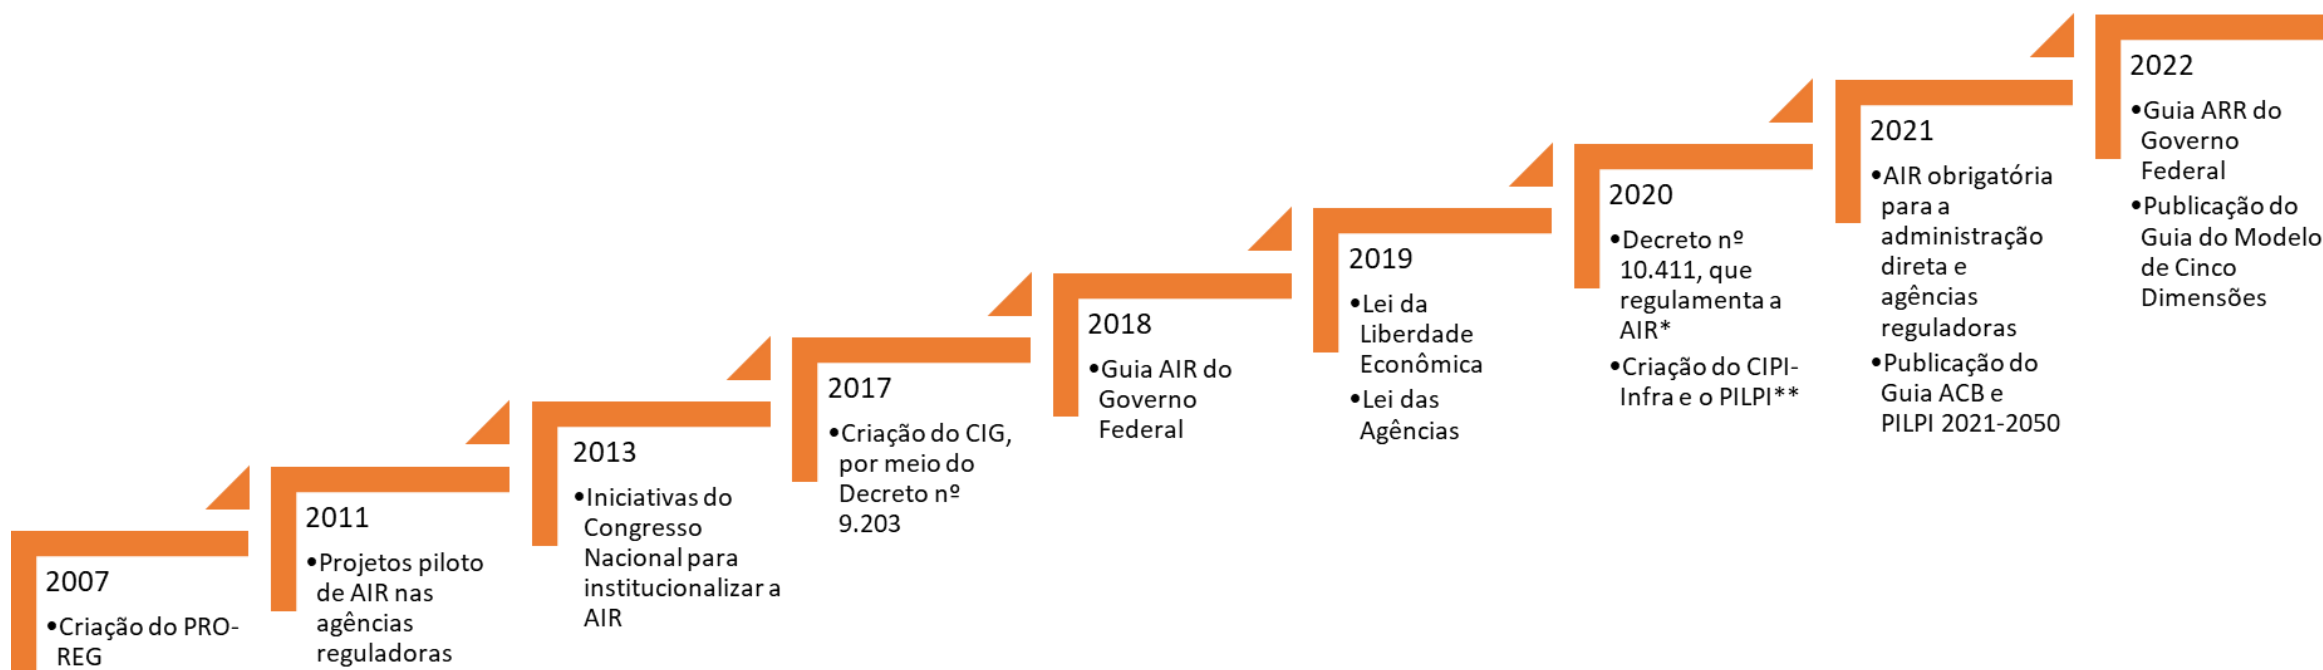 2007
•Criação do PRO-
REG
2011
•Projetos piloto
de AIR nas
agências
reguladoras
2013
•Iniciativas do
Congresso
Nacional para
institucionalizar a
AIR
2017
•Criação do CIG,
por meio do
Decreto nº
9.203
2018
•Guia AIR do
Governo
Federal
2019
•Lei da
Liberdade
Econômica
•Lei das
Agências
2020
•Decreto nº
10.411, que
regulamenta a
AIR*
•Criação do CIPI-
Infra e o PILPI**
2021
•AIR obrigatória
para a
administração
direta e
agências
reguladoras
•Publicação do
Guia ACB e
PILPI 2021-2050
2022
•Guia ARR do
Governo
Federal
•Publicação do
Guia do Modelo
de Cinco
Dimensões